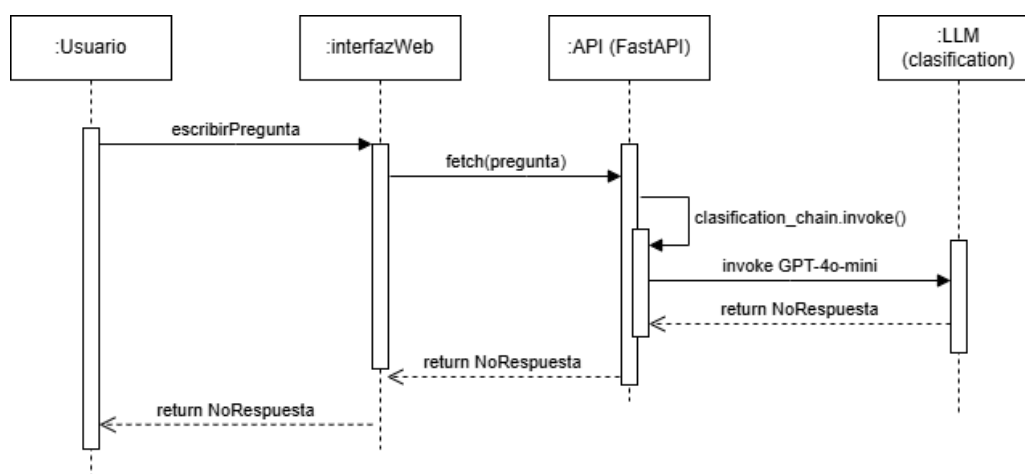 :Usuario
:interfazWeb
:API (FastAPI)
:LLM
(clasification)
escribirPregunta
fetch(pregunta)
clasification_chain.invoke()
invoke GPT-4o-mini
return NoRespuesta
return NoRespuesta
return NoRespuesta